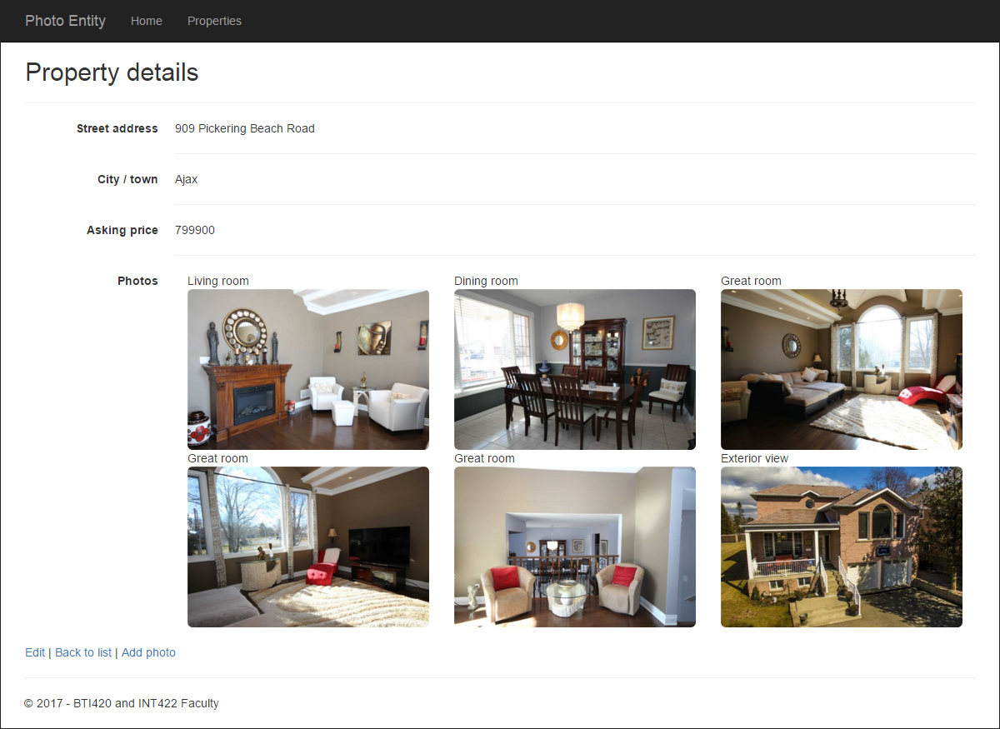 Photo Entity Home Properties
Property details
Street address 909 Pickering Beach Road
City / town Ajax
Asking price 799900
Photos Living room Dining room Great room
Great room Great room Exterior view
Edit | Back to list | Add photo
© 2017 - BTI420 and INT422 Faculty